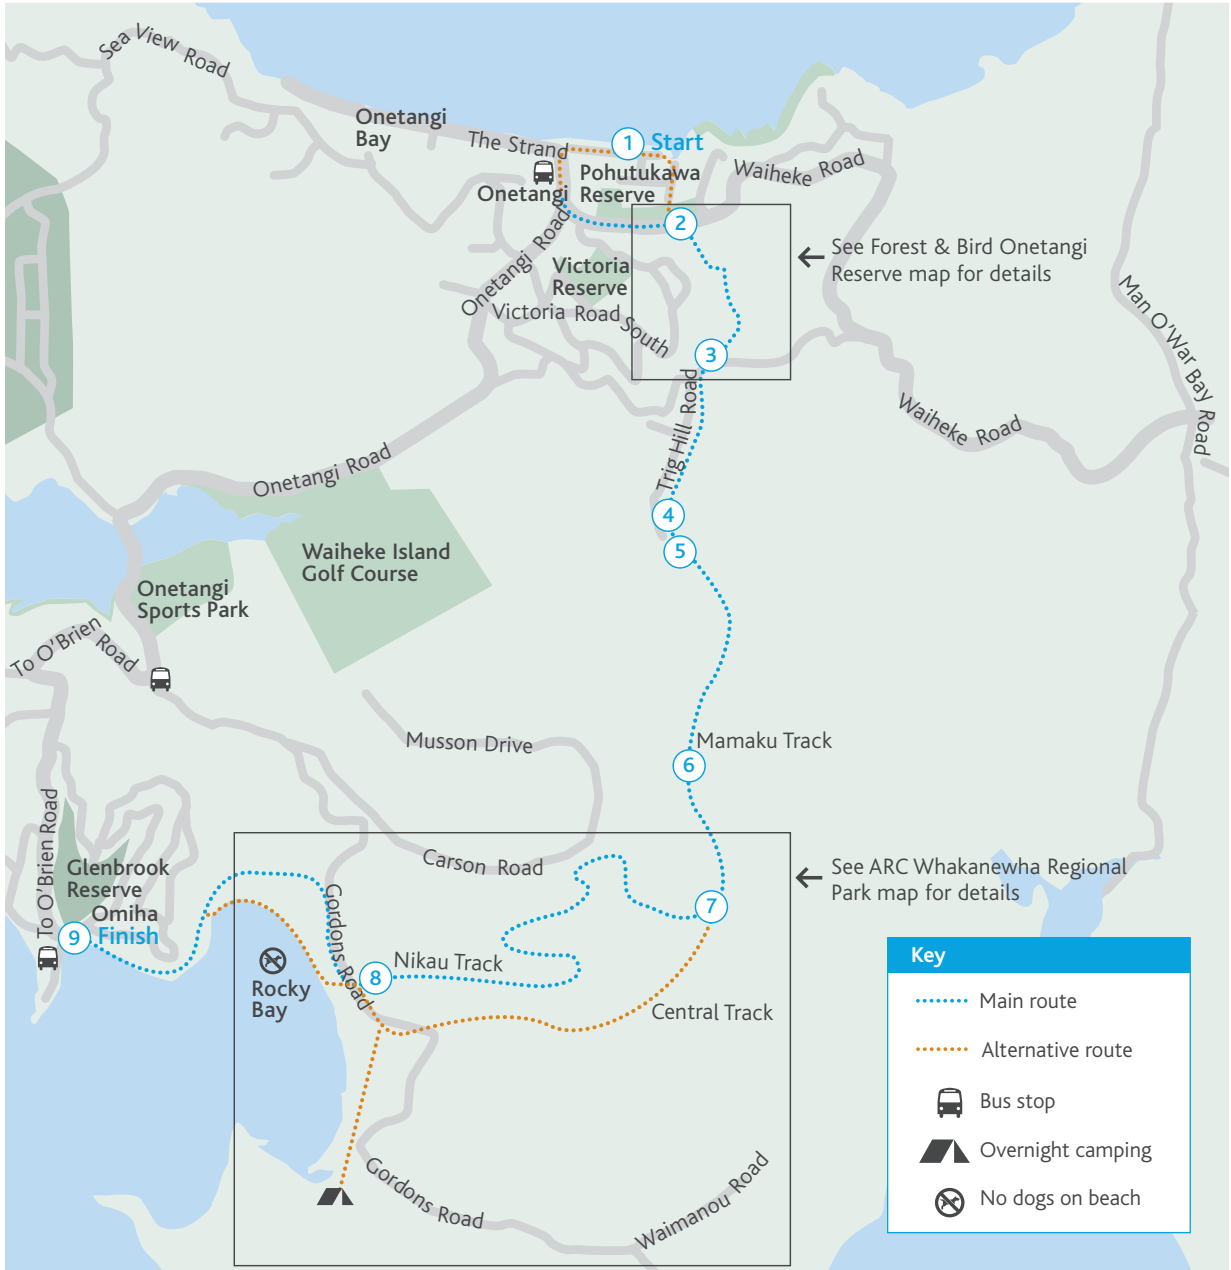 Sea View Road
Onetangi
Bay
The Strand
1 Start
Pohutukawa
Reserve
Waiheke Road
Onetangi
2
Onetangi Road
Victoria
Reserve
See Forest & Bird Onetangi
Reserve map for details
Victoria Road South
Man O'War Bay Road
3
Trig Hill Road
Waiheke Road
Onetangi Road
4
5
Waiheke Island
Golf Course
Onetangi
Sports Park
To O'Brien Road
Musson Drive
Mamaku Track
6
To O'Brien Road
Glenbrook
Reserve
Omiha
9 Finish
Carson Road
See ARC Whakanewha Regional
Park map for details
Gordons Road
7
Nikau Track
8
Rocky
Bay
Central Track
Gordons Road
Waimanou Road
Key
Main route
Alternative route
Bus stop
Overnight camping
No dogs on beach